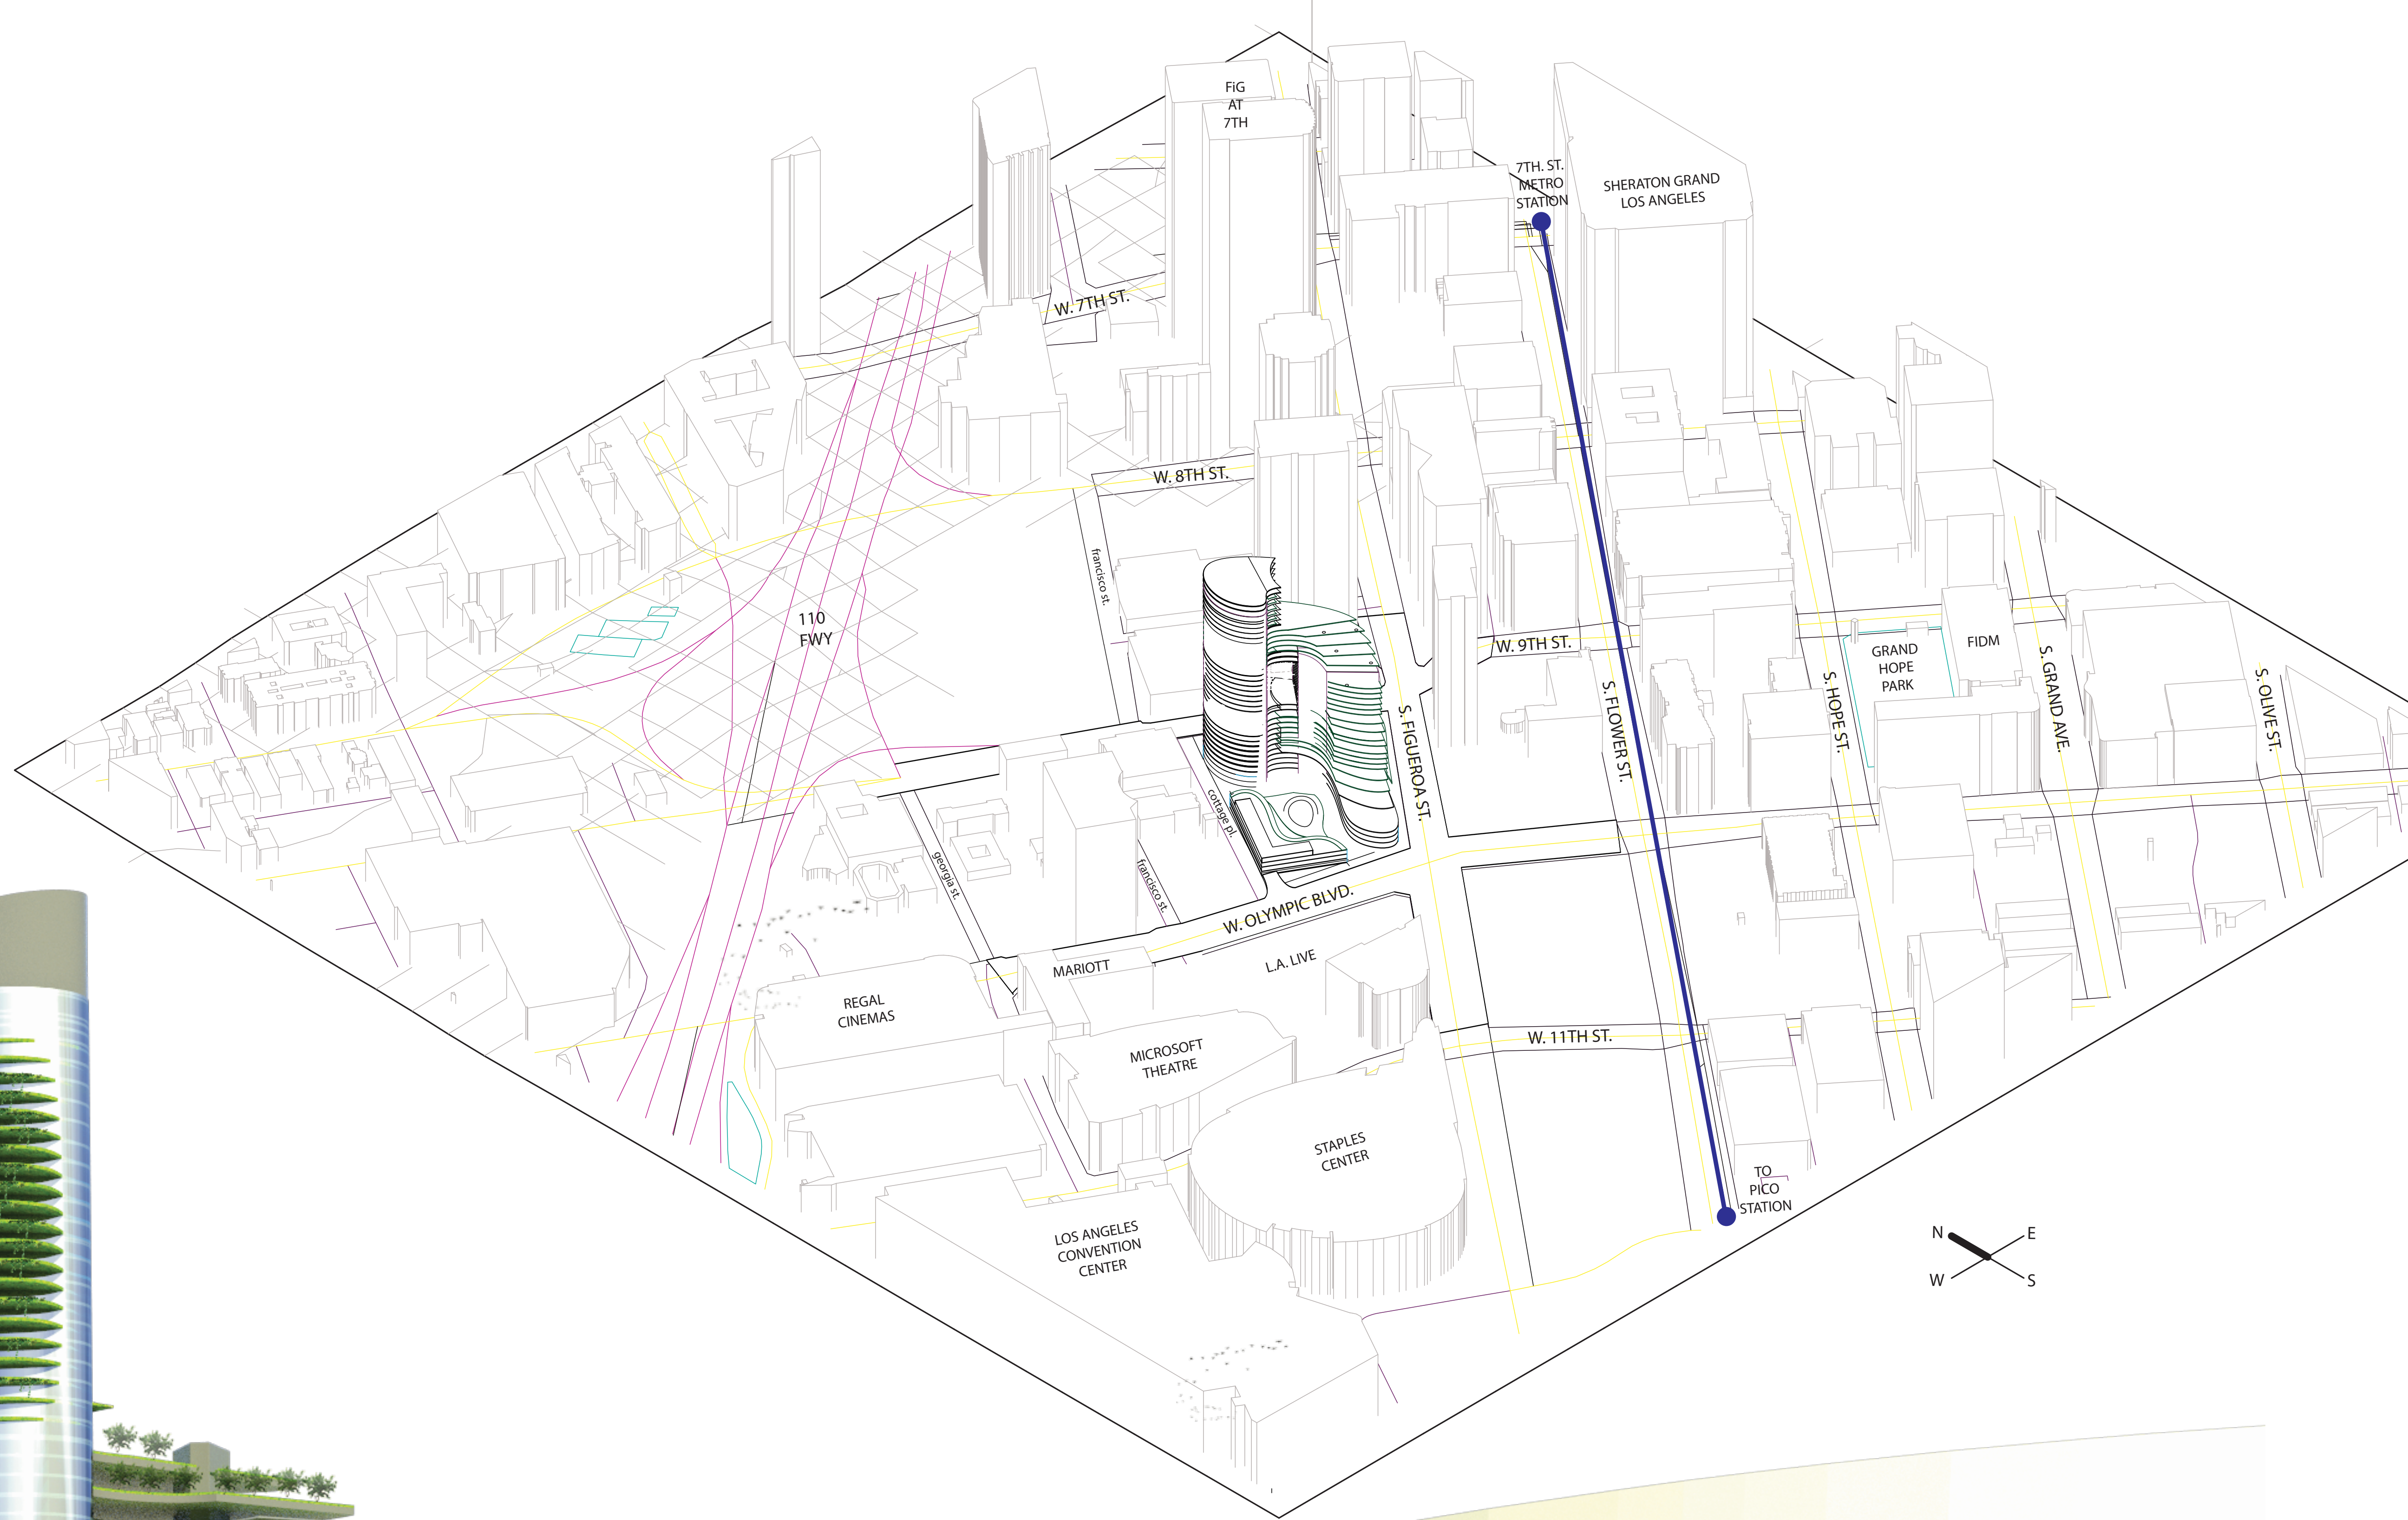 FiG
AT
7TH
7TH. ST.
METRO
STATION
SHERATON GRAND
LOS ANGELES
W. 7TH ST.
W. 8TH ST.
francisco st.
110
FWY
W. 9TH ST.
GRAND
HOPE
PARK
FIDM
S. FIGUEROA ST.
S. FLOWER ST.
S. HOPE ST.
S. GRAND AVE.
S. OLIVE ST.
cottage pl.
georgia st.
francisco st.
W. OLYMPIC BLVD.
MARIOTT
L.A. LIVE
REGAL
CINEMAS
MICROSOFT
THEATRE
W. 11TH ST.
STAPLES
CENTER
TO
PICO
STATION
LOS ANGELES
CONVENTION
CENTER
N
E
W
S